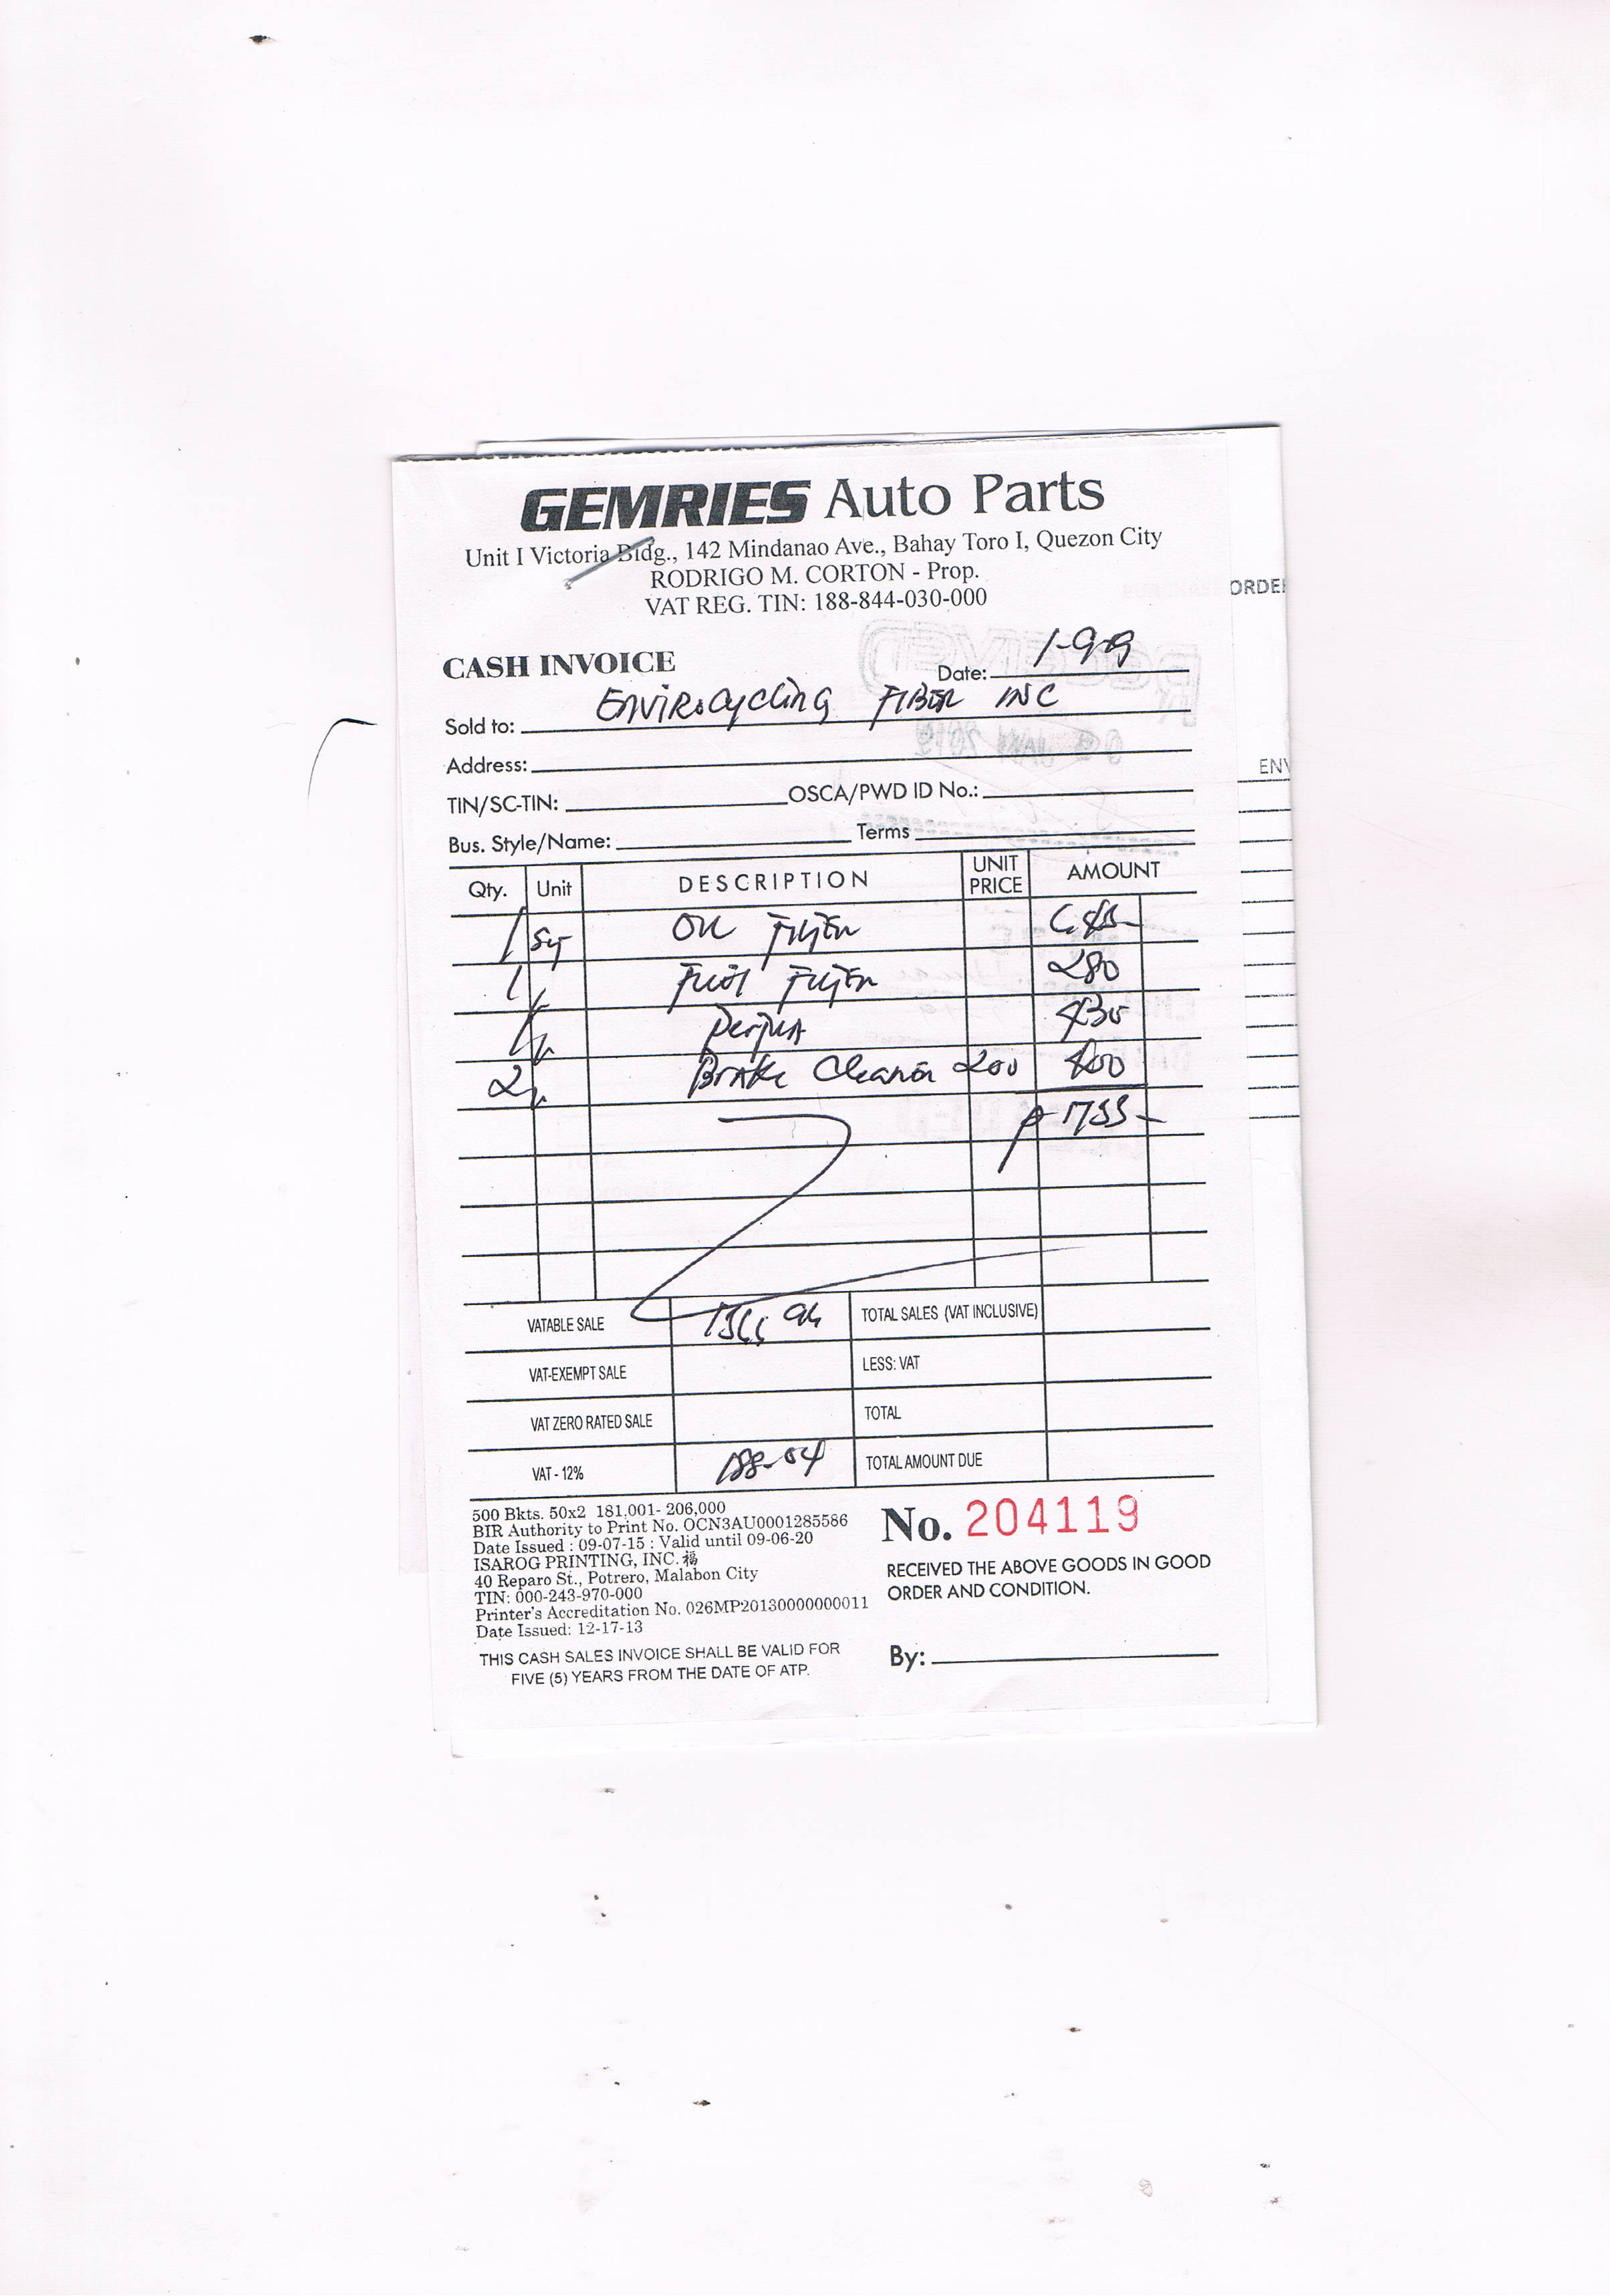 GEMRIES Auto Parts
Unit I Victoria Bldg., 142 Mindanao Ave., Bahay Toro I, Quezon City
RODRIGO M. CORTON - Prop.
VAT REG. TIN: 188-844-030-000
ORDE
CASH INVOICE
Date: 1-9-19
Sold to: Envirocycling FIBER INC
Address:
ENV
TIN/SC-TIN: OSCA/PWD ID No.:
Bus. Style/Name: Terms
Qty. Unit DESCRIPTION UNIT PRICE AMOUNT
1 OIL FILTER
1 FUEL FILTER 280
1
2 Brake Cleaner 200 400
P 1755-
VATABLE SALE TOTAL SALES (VAT INCLUSIVE)
VAT-EXEMPT SALE LESS: VAT
VAT ZERO RATED SALE TOTAL
VAT - 12% 188-04 TOTAL AMOUNT DUE
500 Bkts. 50x2 181,001- 206,000
BIR Authority to Print No. OCN3AU0001285586
Date Issued : 09-07-15 : Valid until 09-06-20
ISAROG PRINTING, INC. 福
40 Reparo St., Potrero, Malabon City
TIN: 000-243-970-000
Printer's Accreditation No. 026MP20130000000011
Date Issued: 12-17-13
THIS CASH SALES INVOICE SHALL BE VALID FOR
FIVE (5) YEARS FROM THE DATE OF ATP.
No. 204119
RECEIVED THE ABOVE GOODS IN GOOD
ORDER AND CONDITION.
By: